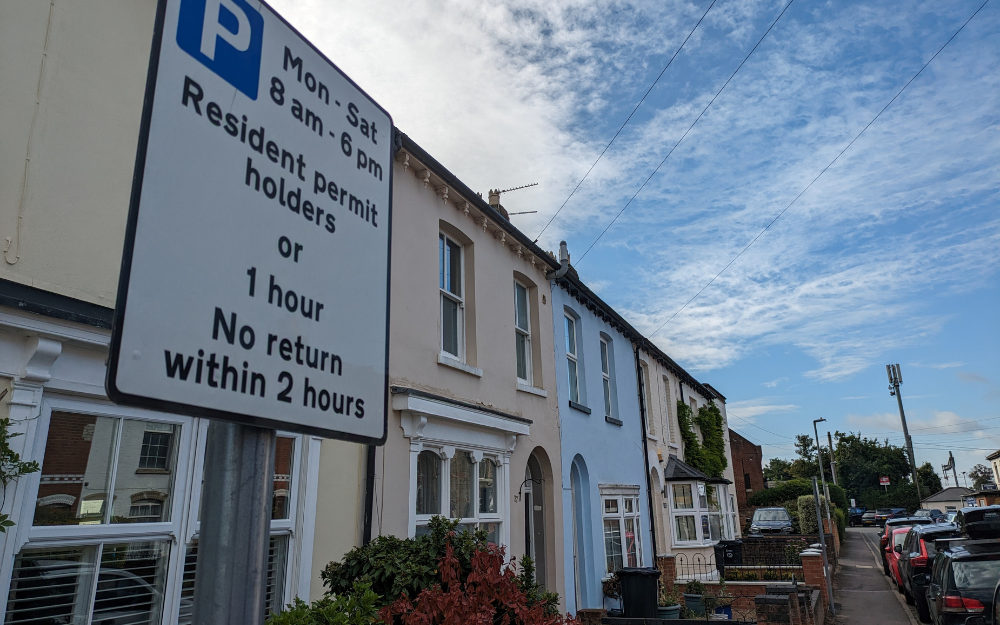 P
Mon - Sat
8 am - 6 pm
Resident permit
holders
or
1 hour
No return
within 2 hours